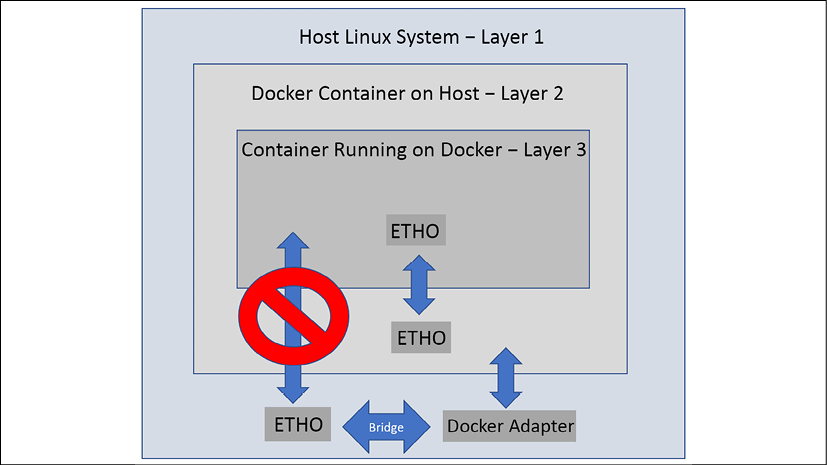 Host Linux System – Layer 1
Docker Container on Host – Layer 2
Container Running on Docker – Layer 3
ETHO
ETHO
ETHO
Bridge
Docker Adapter